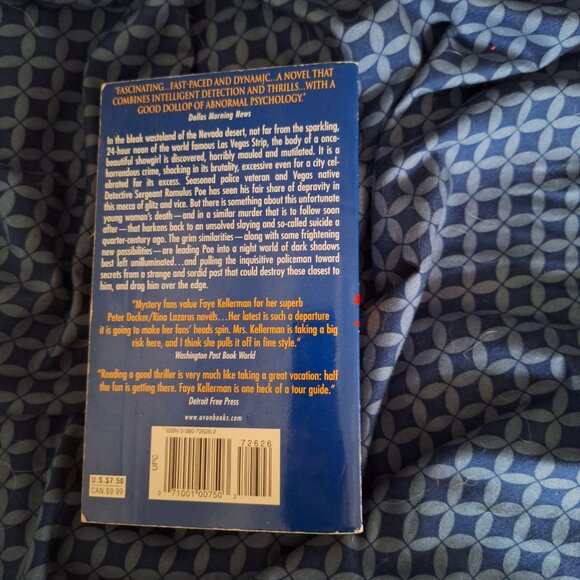 "FASCINATING...FAST-PACED AND DYNAMIC...A NOVEL THAT
COMBINES INTELLIGENT DETECTION AND THRILLS...WITH A
GOOD DOLLOP OF ABNORMAL PSYCHOLOGY."
Dallas Morning News
In the bleak wasteland of the Nevada desert, not far from the sparkling,
24-hour neon of the world famous Las Vegas Strip, the body of a once-
beautiful showgirl is discovered, horribly mauled and mutilated. It is a
horrendous crime, shocking in its brutality, excessive even for a city cel-
ebrated for its excess. Seasoned police veteran and Vegas native
Detective Sergeant Romulus Poe has seen his fair share of depravity in
this mecca of glitz and vice. But there is something about this unfortunate
young woman's death—and in a similar murder that is to follow soon
after—that harkens back to an unsolved slaying and so-called suicide a
quarter-century ago. The grim similarities—along with some frightening
new possibilities—are leading Poe into a night world of dark shadows
best left unilluminated...and pulling the inquisitive policeman toward
secrets from a strange and sordid past that could destroy those closest to
him, and drag him over the edge.
"Mystery fans value Faye Kellerman for her superb
Peter Decker/Rina Lazarus novels...Her latest is such a departure
it is going to make her fans' heads spin. Mrs. Kellerman is taking a big
risk here, and I think she pulls it off in fine style."
Washington Post Book World
"Reading a good thriller is very much like taking a great vacation: half
the fun is getting there. Faye Kellerman is one heck of a tour guide."
Detroit Free Press
www.avonbooks.com
ISBN 0-380-72626-2
72626
UPC
0 71001 00750 3
U.S.$7.50
CAN.$9.99